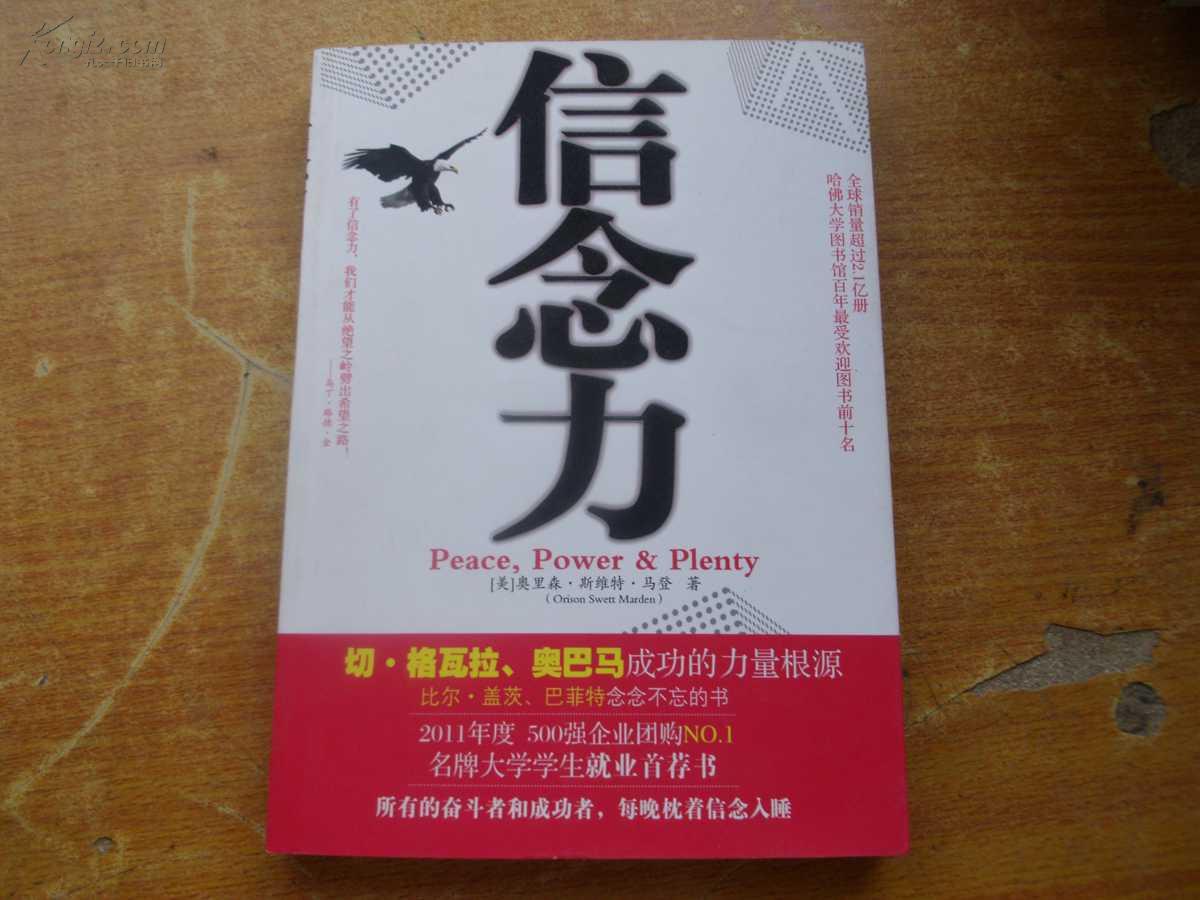 Kongfz.com
信念力
有了信念力，我们才能从绝望之岭劈出希望之路！
——马丁·路德·金
全球销量超过2.1亿册
哈佛大学图书馆百年最受欢迎图书前十名
Peace, Power & Plenty
[美]奥里森·斯维特·马登 著
(Orison Swett Marden)
切·格瓦拉、奥巴马成功的力量根源
比尔·盖茨、巴菲特念念不忘的书
2011年度 500强企业团购NO.1
名牌大学学生就业首荐书
所有的奋斗者和成功者，每晚枕着信念入睡